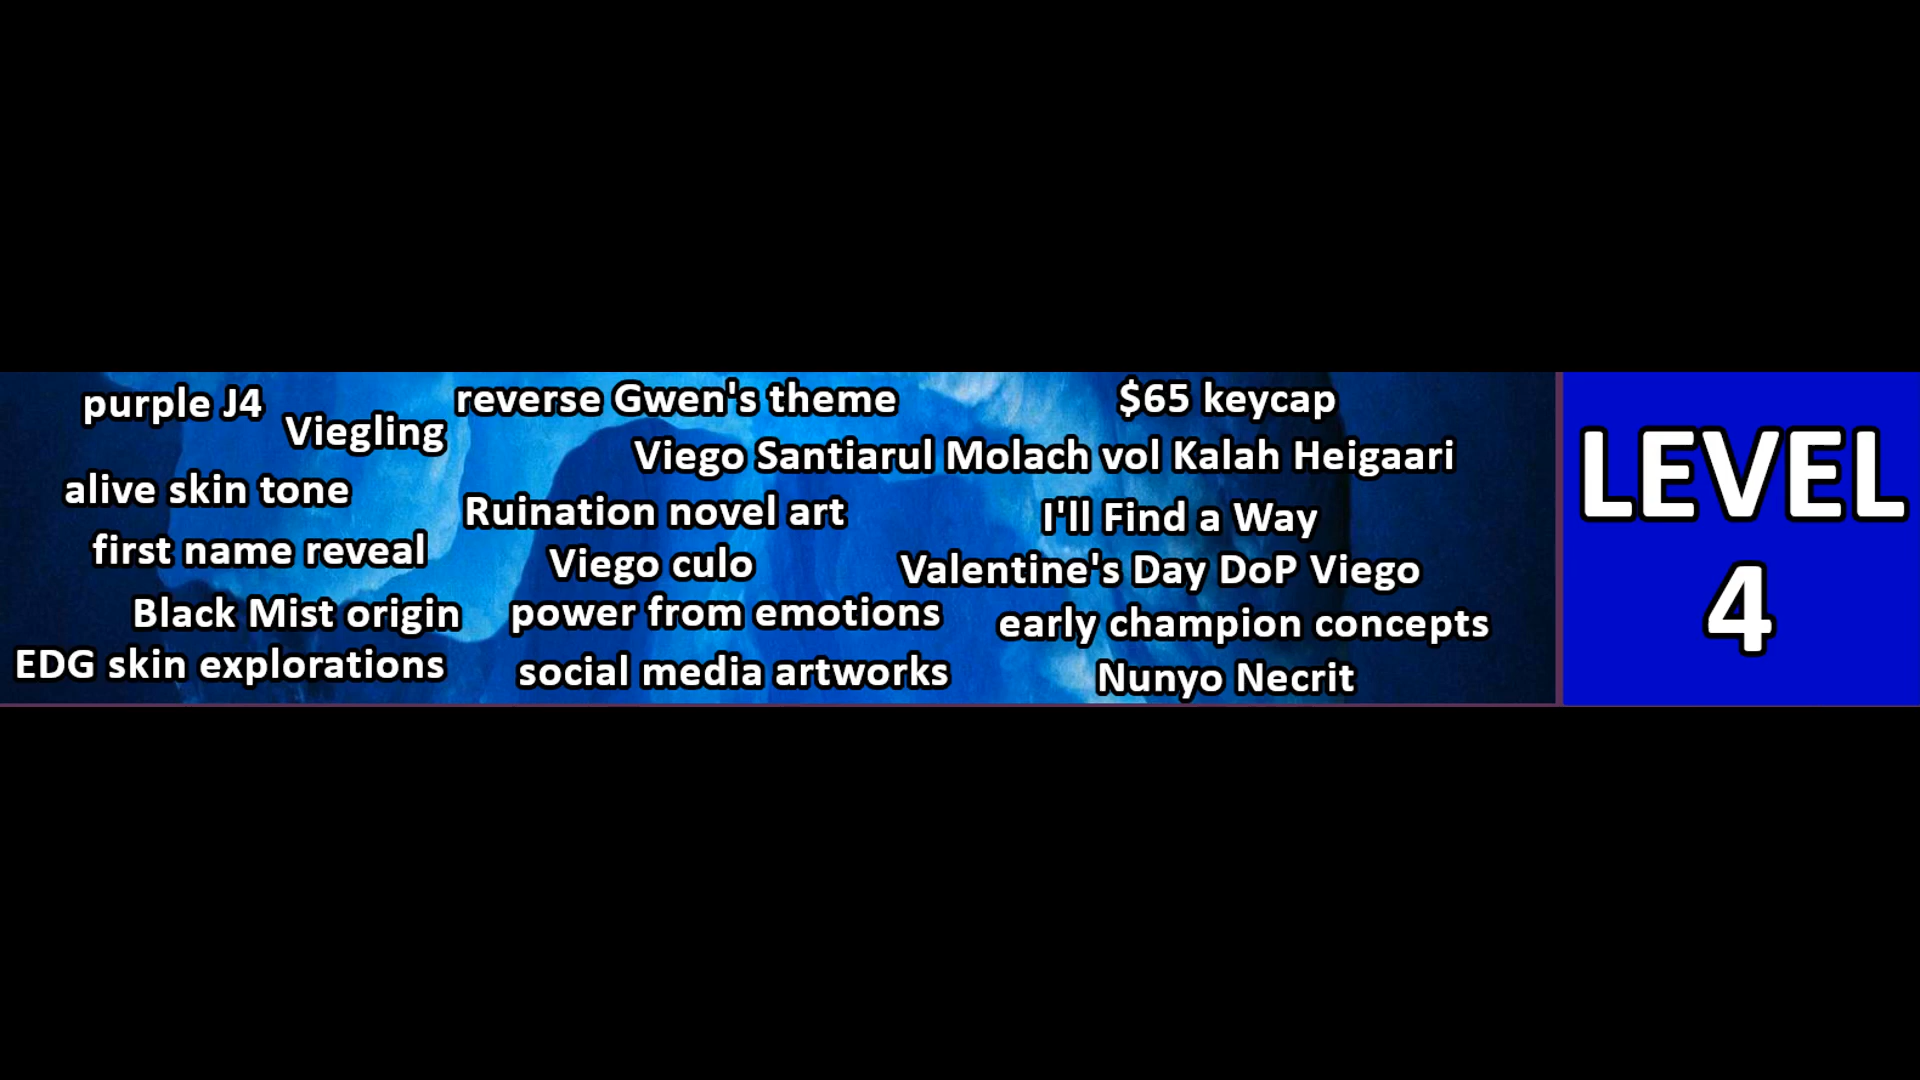 purple J4
Viegling
reverse Gwen's theme
$65 keycap
Viego Santiarul Molach vol Kalah Heigaari
alive skin tone
Ruination novel art
I'll Find a Way
first name reveal
Viego culo
Valentine's Day DoP Viego
Black Mist origin
power from emotions
early champion concepts
EDG skin explorations
social media artworks
Nunyo Necrit
LEVEL
4